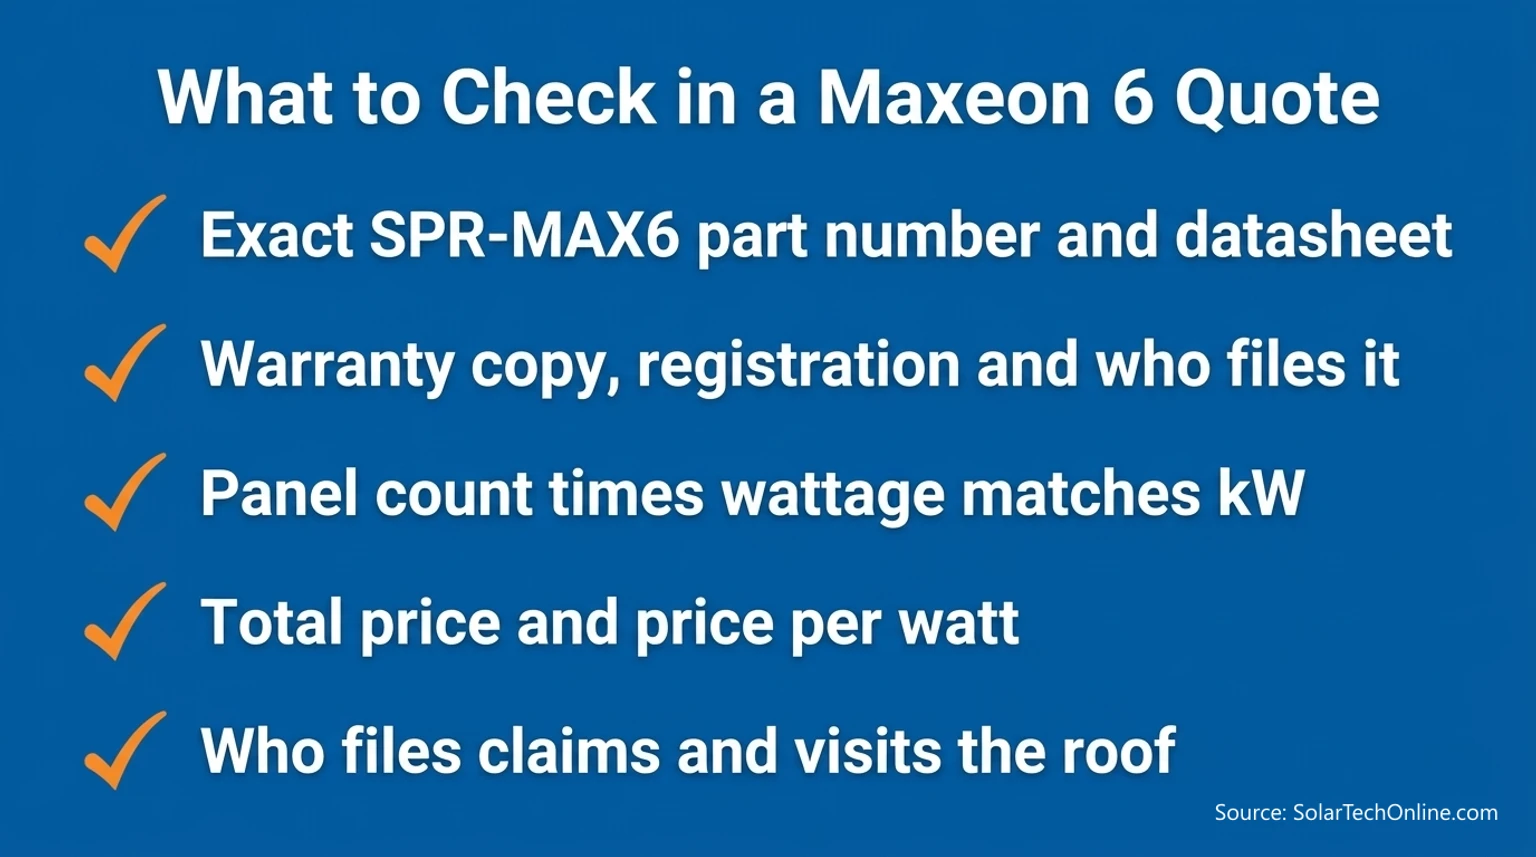 What to Check in a Maxeon 6 Quote
Exact SPR-MAX6 part number and datasheet
Warranty copy, registration and who files it
Panel count times wattage matches kW
Total price and price per watt
Who files claims and visits the roof
Source: SolarTechOnline.com